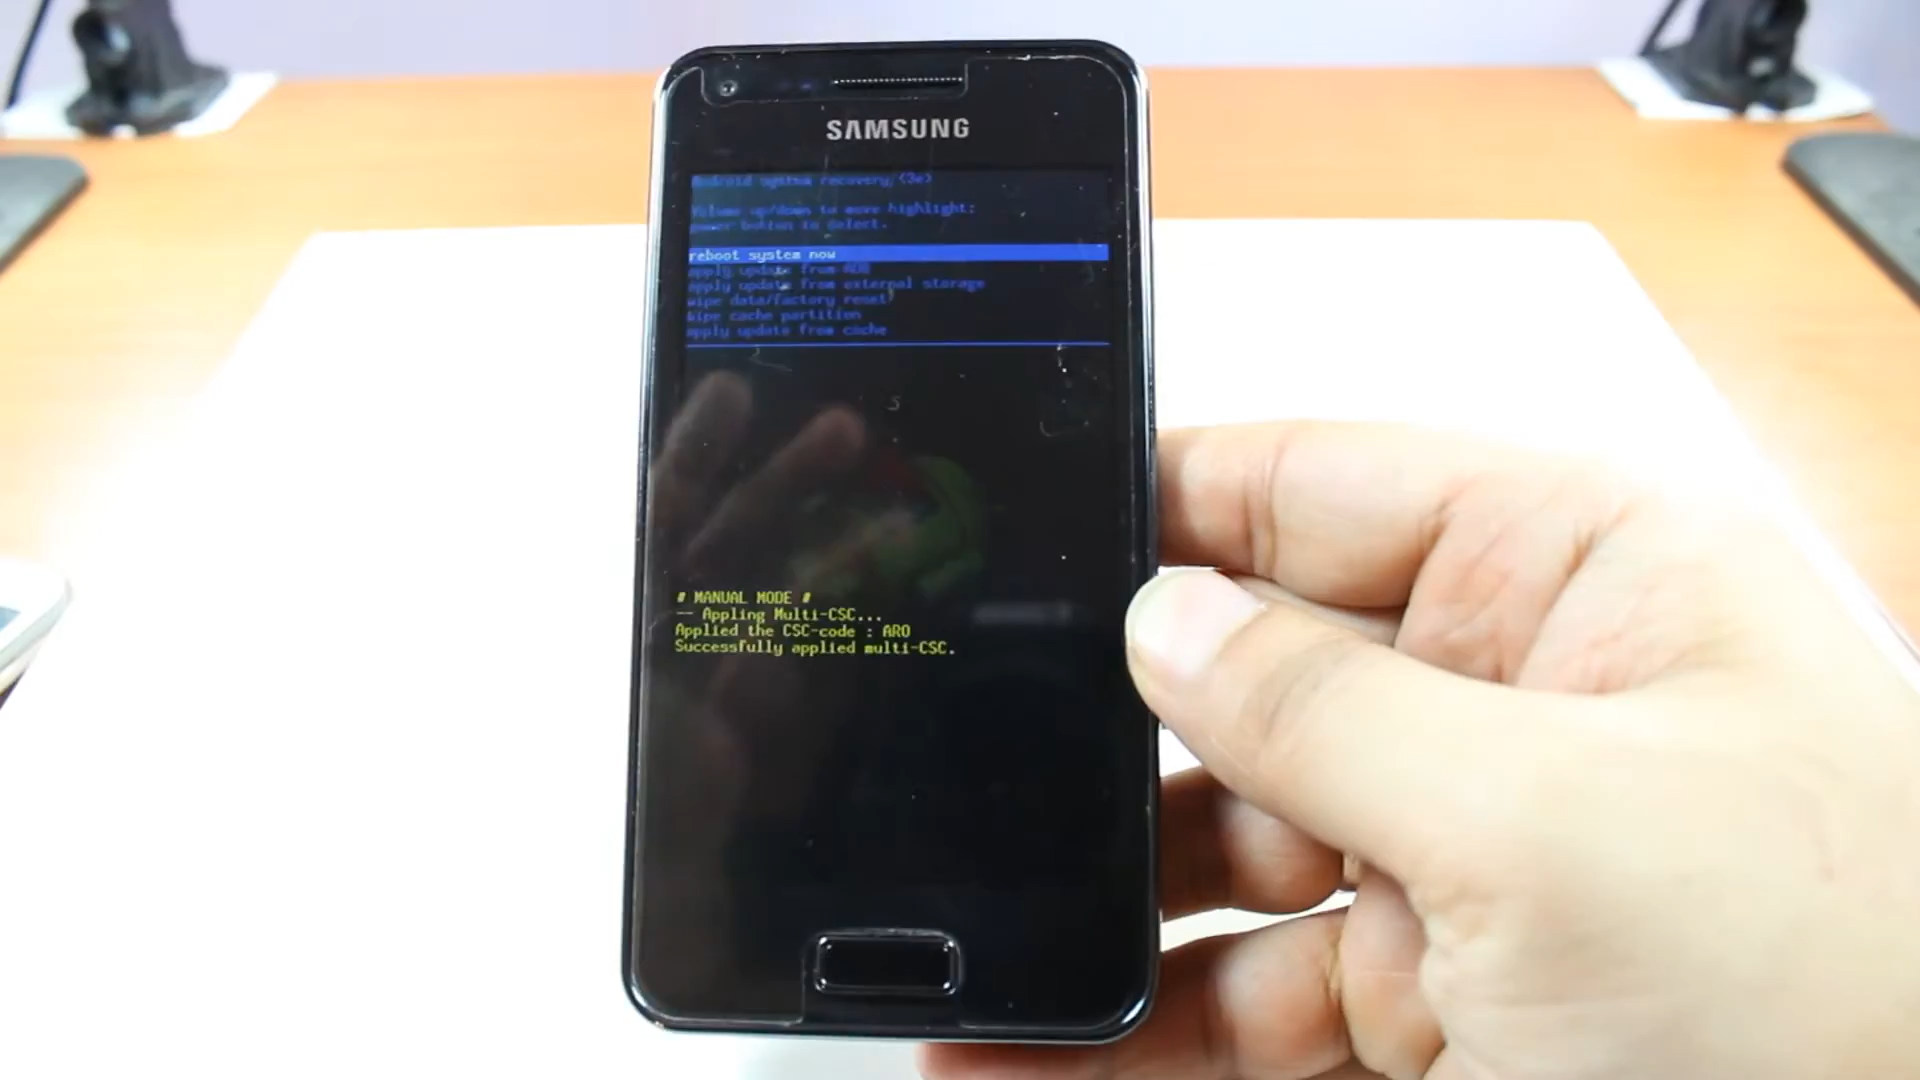 SAMSUNG
Android system recovery <3e>
Volume up/down to move highlight;
power button to select.
reboot system now
apply update from ADB
apply update from external storage
wipe data/factory reset
wipe cache partition
apply update from cache
# MANUAL MODE #
-- Appling Multi-CSC...
Applied the CSC-code : ARO
Successfully applied multi-CSC.